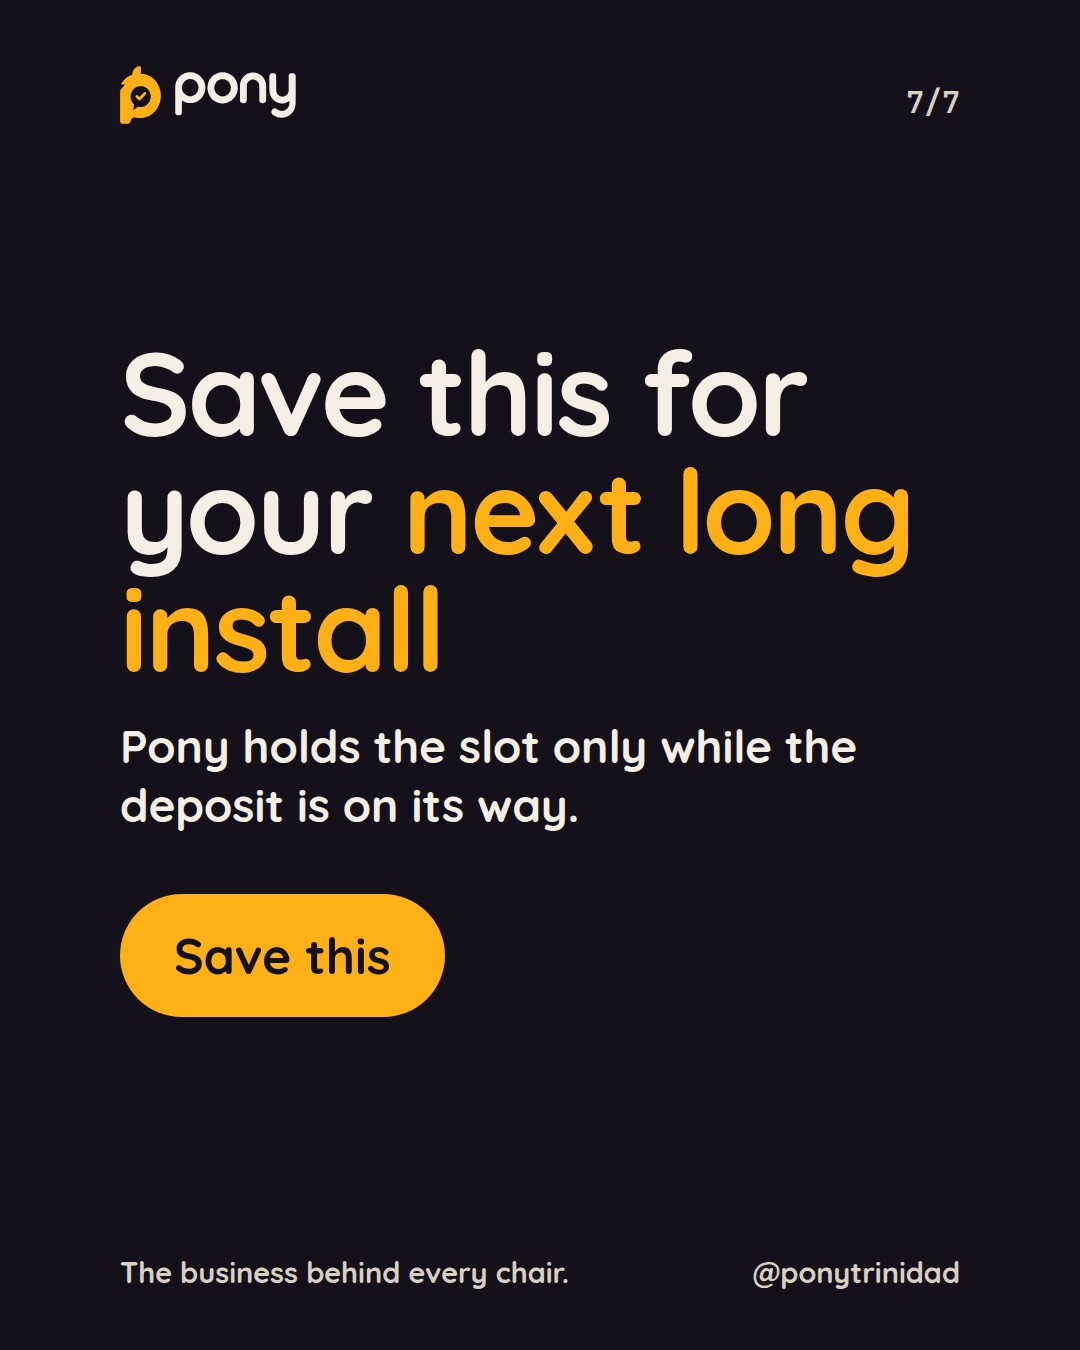 pony
7/7
Save this for
your next long
install
Pony holds the slot only while the
deposit is on its way.
Save this
The business behind every chair.
@ponytrinidad